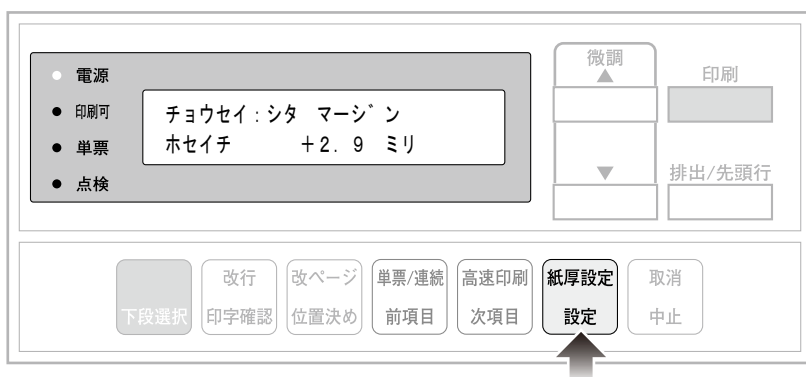 電源
印刷可
単票
点検
チョウセイ:シタ マージン
ホセイチ +2.9 ミリ
微調
▲
▼
印刷
排出/先頭行
下段選択
改行
印字確認
改ページ
位置決め
単票/連続
前項目
高速印刷
次項目
紙厚設定
設定
取消
中止